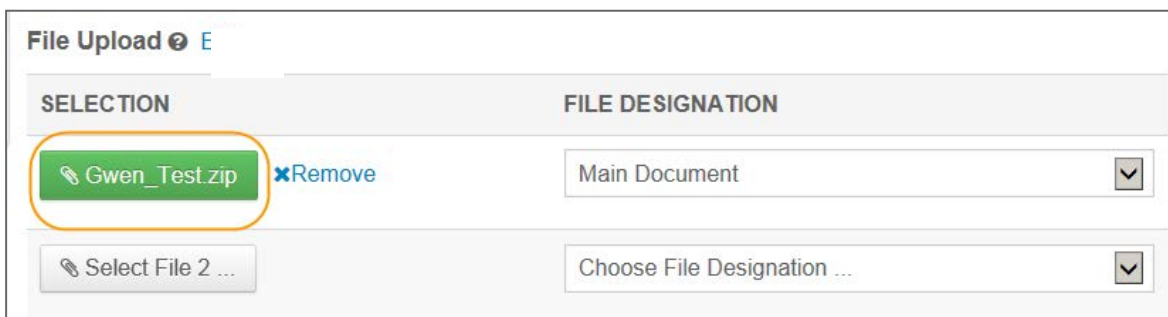 File Upload
SELECTION FILE DESIGNATION
Gwen_Test.zip Remove Main Document
Select File 2 ... Choose File Designation ...